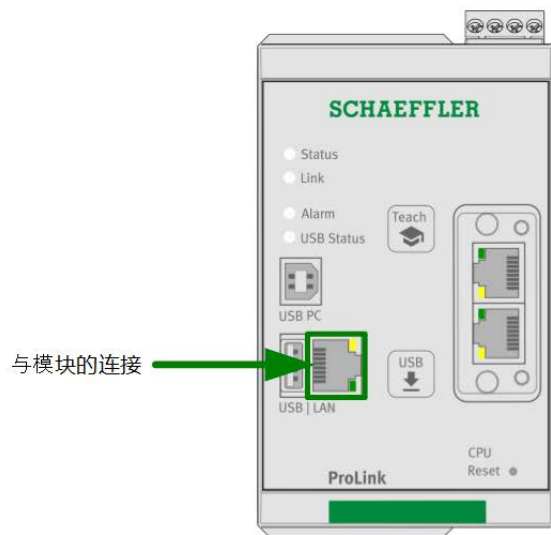 SCHAEFFLER
Status
Link
Alarm
USB Status
Teach
USB PC
与模块的连接
USB
USB | LAN
CPU
Reset
ProLink